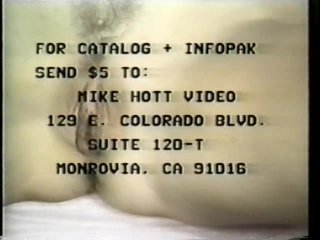 FOR CATALOG + INFOPAK
SEND $5 TO:
MIKE HOTT VIDEO
129 E. COLORADO BLVD.
SUITE 120-T
MONROVIA, CA 91016